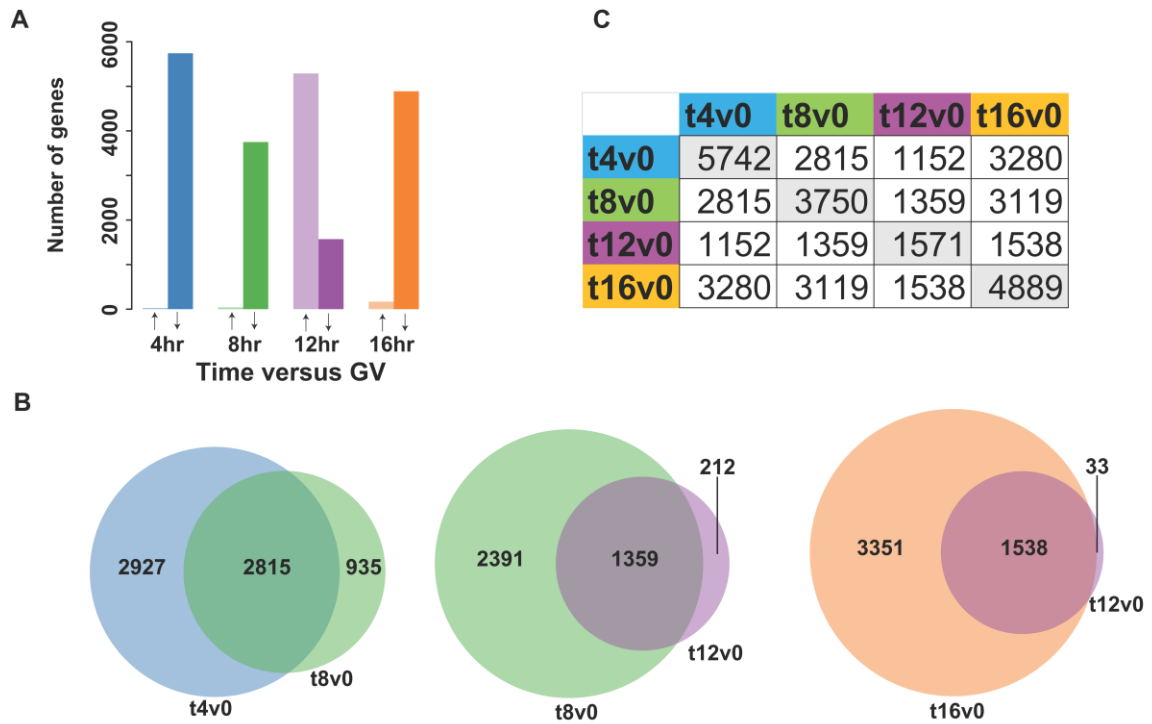 A
Number of genes
6000
4000
2000
0
↑ ↓ ↑ ↓ ↑ ↓ ↑ ↓
4hr 8hr 12hr 16hr
Time versus GV
C
t4v0 t8v0 t12v0 t16v0
t4v0 5742 2815 1152 3280
t8v0 2815 3750 1359 3119
t12v0 1152 1359 1571 1538
t16v0 3280 3119 1538 4889
B
2927 2815 935
t8v0
t4v0
212
2391 1359
t12v0
t8v0
33
3351 1538
t12v0
t16v0